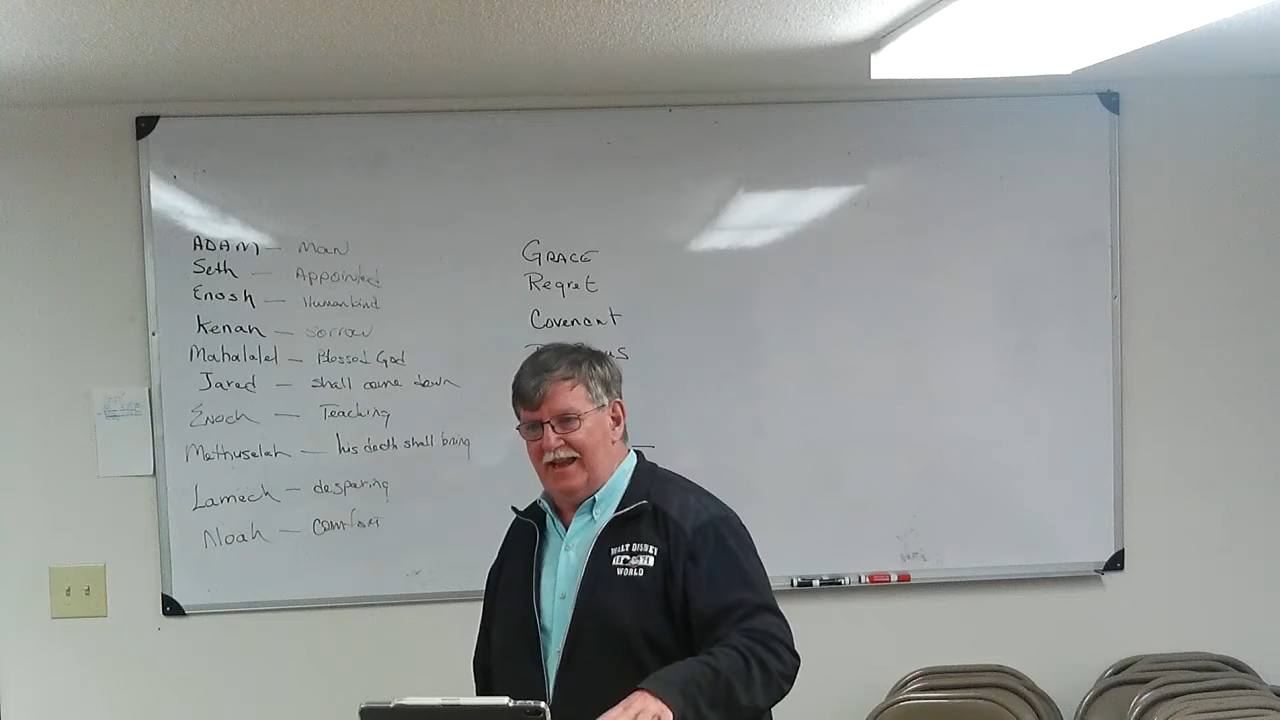 ADAM — Man
Seth — Appointed
Enosh — Humankind
Kenan — Sorrow
Mahalalel — Blessed God
Jared — shall come down
Enoch — Teaching
Methuselah — his death shall bring
Lamech — desparing
Noah — comfort
GRACE
Regret
Covenant
WALT DISNEY
WORLD